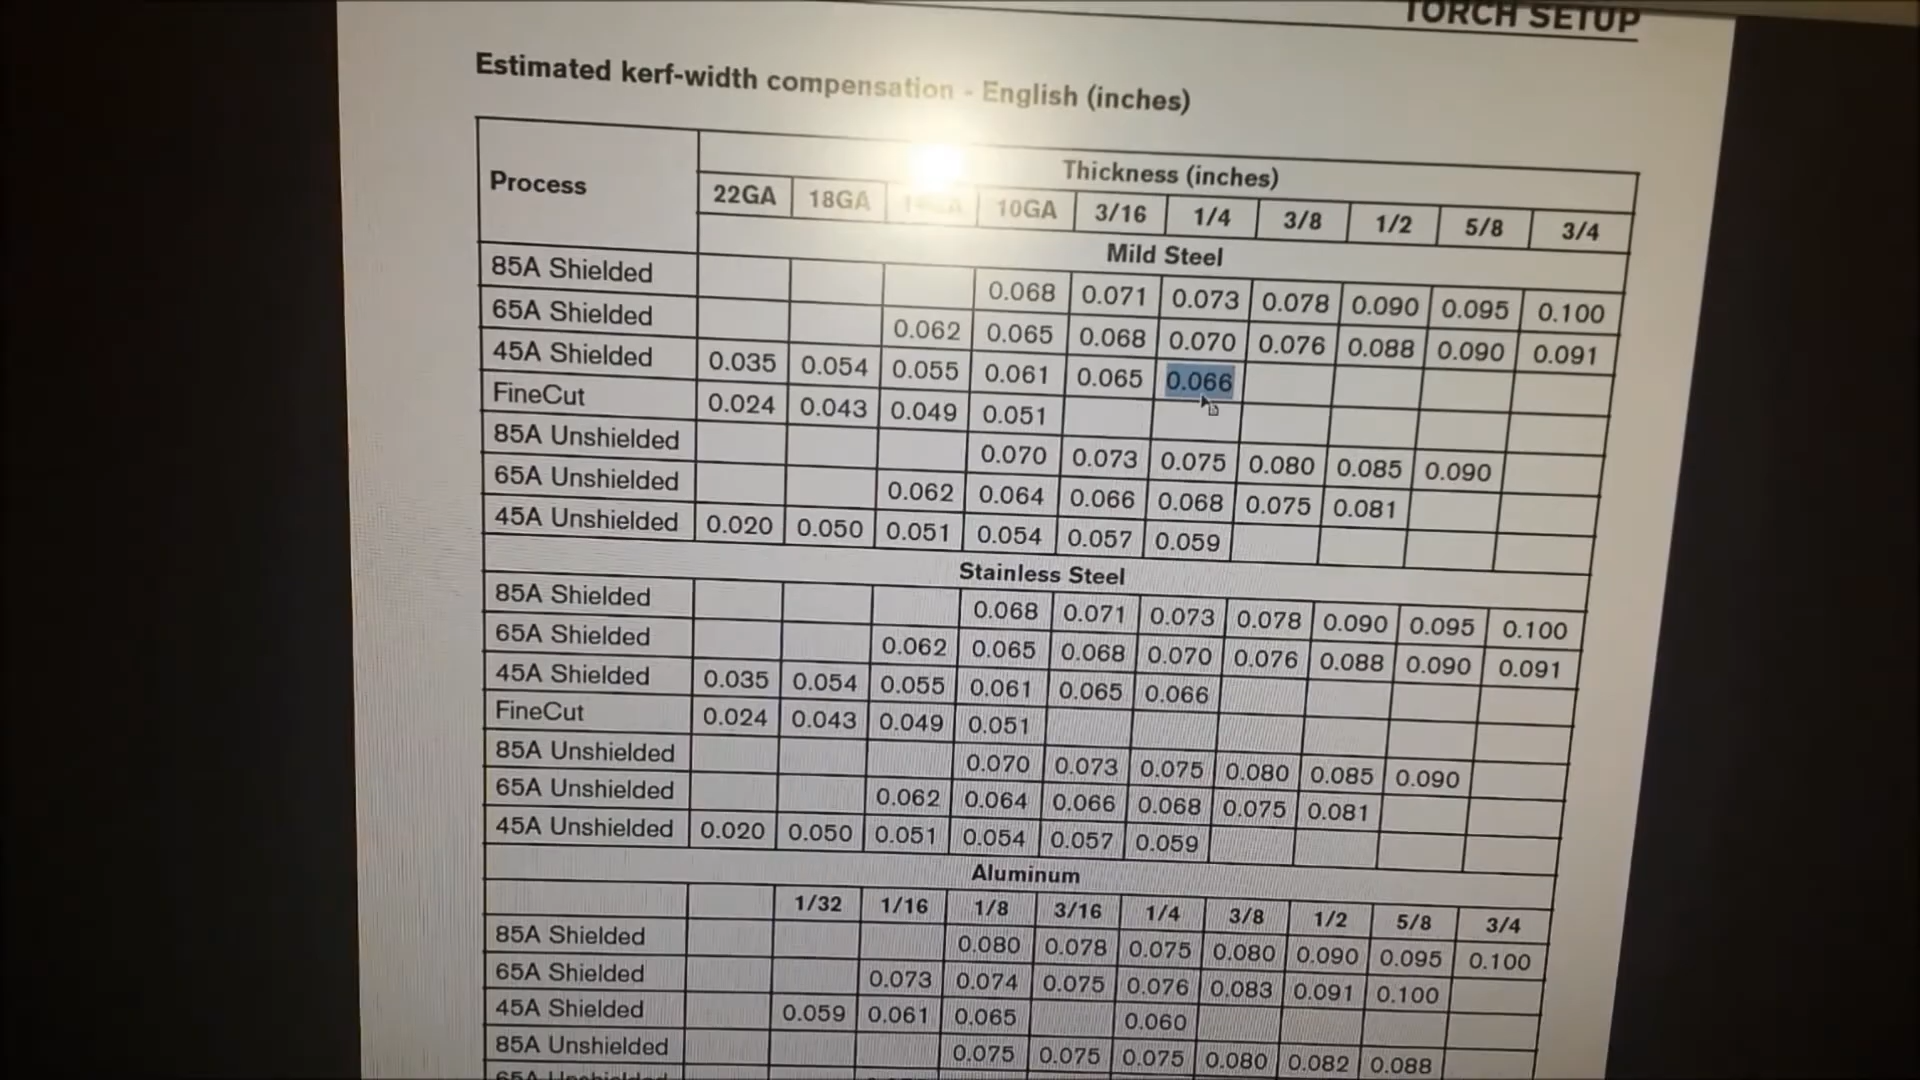 TORCH SETUP
Estimated kerf-width compensation - English (inches)
Process
Thickness (inches)
22GA 18GA 10GA 3/16 1/4 3/8 1/2 5/8 3/4
Mild Steel
85A Shielded 0.068 0.071 0.073 0.078 0.090 0.095 0.100
65A Shielded 0.062 0.065 0.068 0.070 0.076 0.088 0.090 0.091
45A Shielded 0.035 0.054 0.055 0.061 0.065 0.066
FineCut 0.024 0.043 0.049 0.051
85A Unshielded 0.070 0.073 0.075 0.080 0.085 0.090
65A Unshielded 0.062 0.064 0.066 0.068 0.075 0.081
45A Unshielded 0.020 0.050 0.051 0.054 0.057 0.059
Stainless Steel
85A Shielded 0.068 0.071 0.073 0.078 0.090 0.095 0.100
65A Shielded 0.062 0.065 0.068 0.070 0.076 0.088 0.090 0.091
45A Shielded 0.035 0.054 0.055 0.061 0.065 0.066
FineCut 0.024 0.043 0.049 0.051
85A Unshielded 0.070 0.073 0.075 0.080 0.085 0.090
65A Unshielded 0.062 0.064 0.066 0.068 0.075 0.081
45A Unshielded 0.020 0.050 0.051 0.054 0.057 0.059
Aluminum
1/32 1/16 1/8 3/16 1/4 3/8 1/2 5/8 3/4
85A Shielded 0.080 0.078 0.075 0.080 0.090 0.095 0.100
65A Shielded 0.073 0.074 0.075 0.076 0.083 0.091 0.100
45A Shielded 0.059 0.061 0.065 0.060
85A Unshielded 0.075 0.075 0.075 0.080 0.082 0.088
65A Unshielded